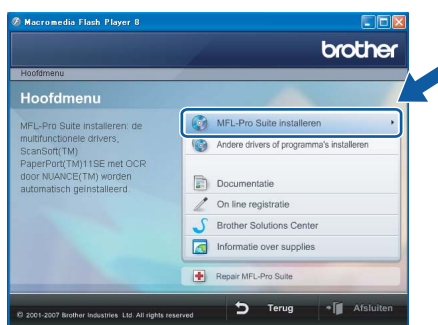 Macromedia Flash Player 8
brother
Hoofdmenu
Hoofdmenu
MFL-Pro Suite installeren: de
multifunctionele drivers,
ScanSoft(TM)
PaperPort(TM)11SE met OCR
door NUANCE(TM) worden
automatisch geïnstalleerd.
MFL-Pro Suite installeren
Andere drivers of programma's installeren
Documentatie
On line registratie
Brother Solutions Center
Informatie over supplies
Repair MFL-Pro Suite
© 2001-2007 Brother Industries Ltd. All rights reserved
Terug
Afsluiten